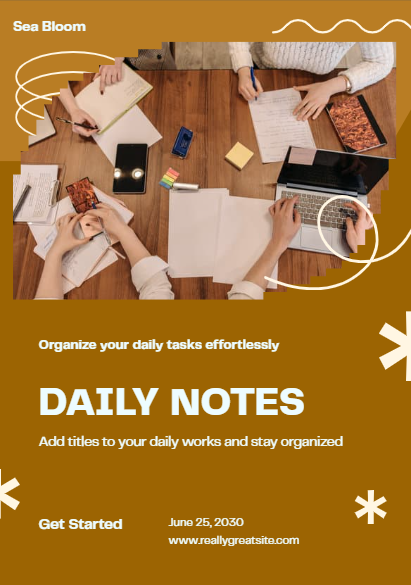 Sea Bloom
Organize your daily tasks effortlessly
DAILY NOTES
Add titles to your daily works and stay organized
Get Started
June 25, 2030
www.reallygreatsite.com